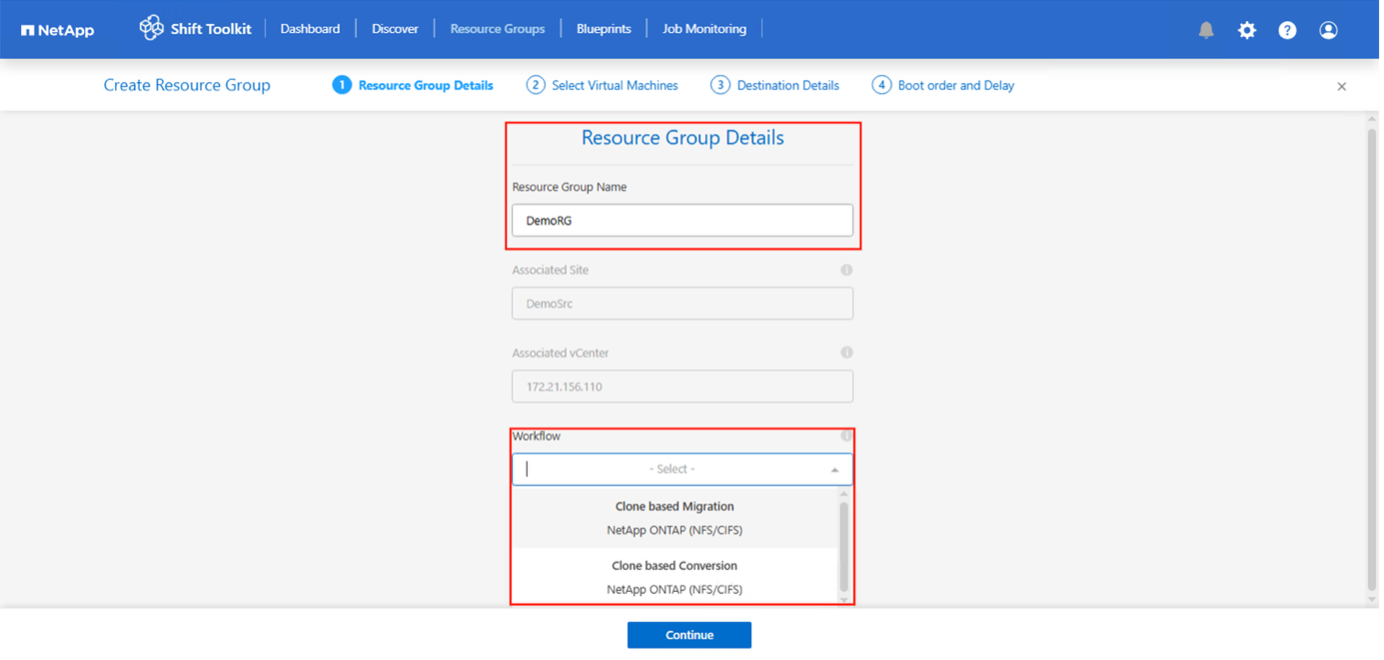 NetApp Shift Toolkit Dashboard Discover Resource Groups Blueprints Job Monitoring ?
Create Resource Group 1 Resource Group Details 2 Select Virtual Machines 3 Destination Details 4 Boot order and Delay ×
Resource Group Details
Resource Group Name
DemoRG
Associated Site
DemoSrc
Associated vCenter
172.21.156.110
Workflow
- Select -
Clone based Migration
NetApp ONTAP (NFS/CIFS)
Clone based Conversion
NetApp ONTAP (NFS/CIFS)
Continue